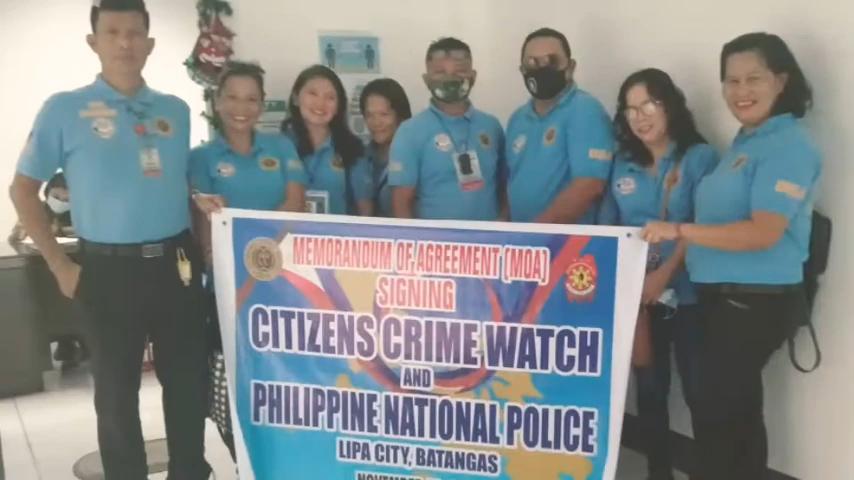 MEMORANDUM OF AGREEMENT (MOA)
SIGNING
CITIZENS CRIME WATCH
AND
PHILIPPINE NATIONAL POLICE
LIPA CITY, BATANGAS